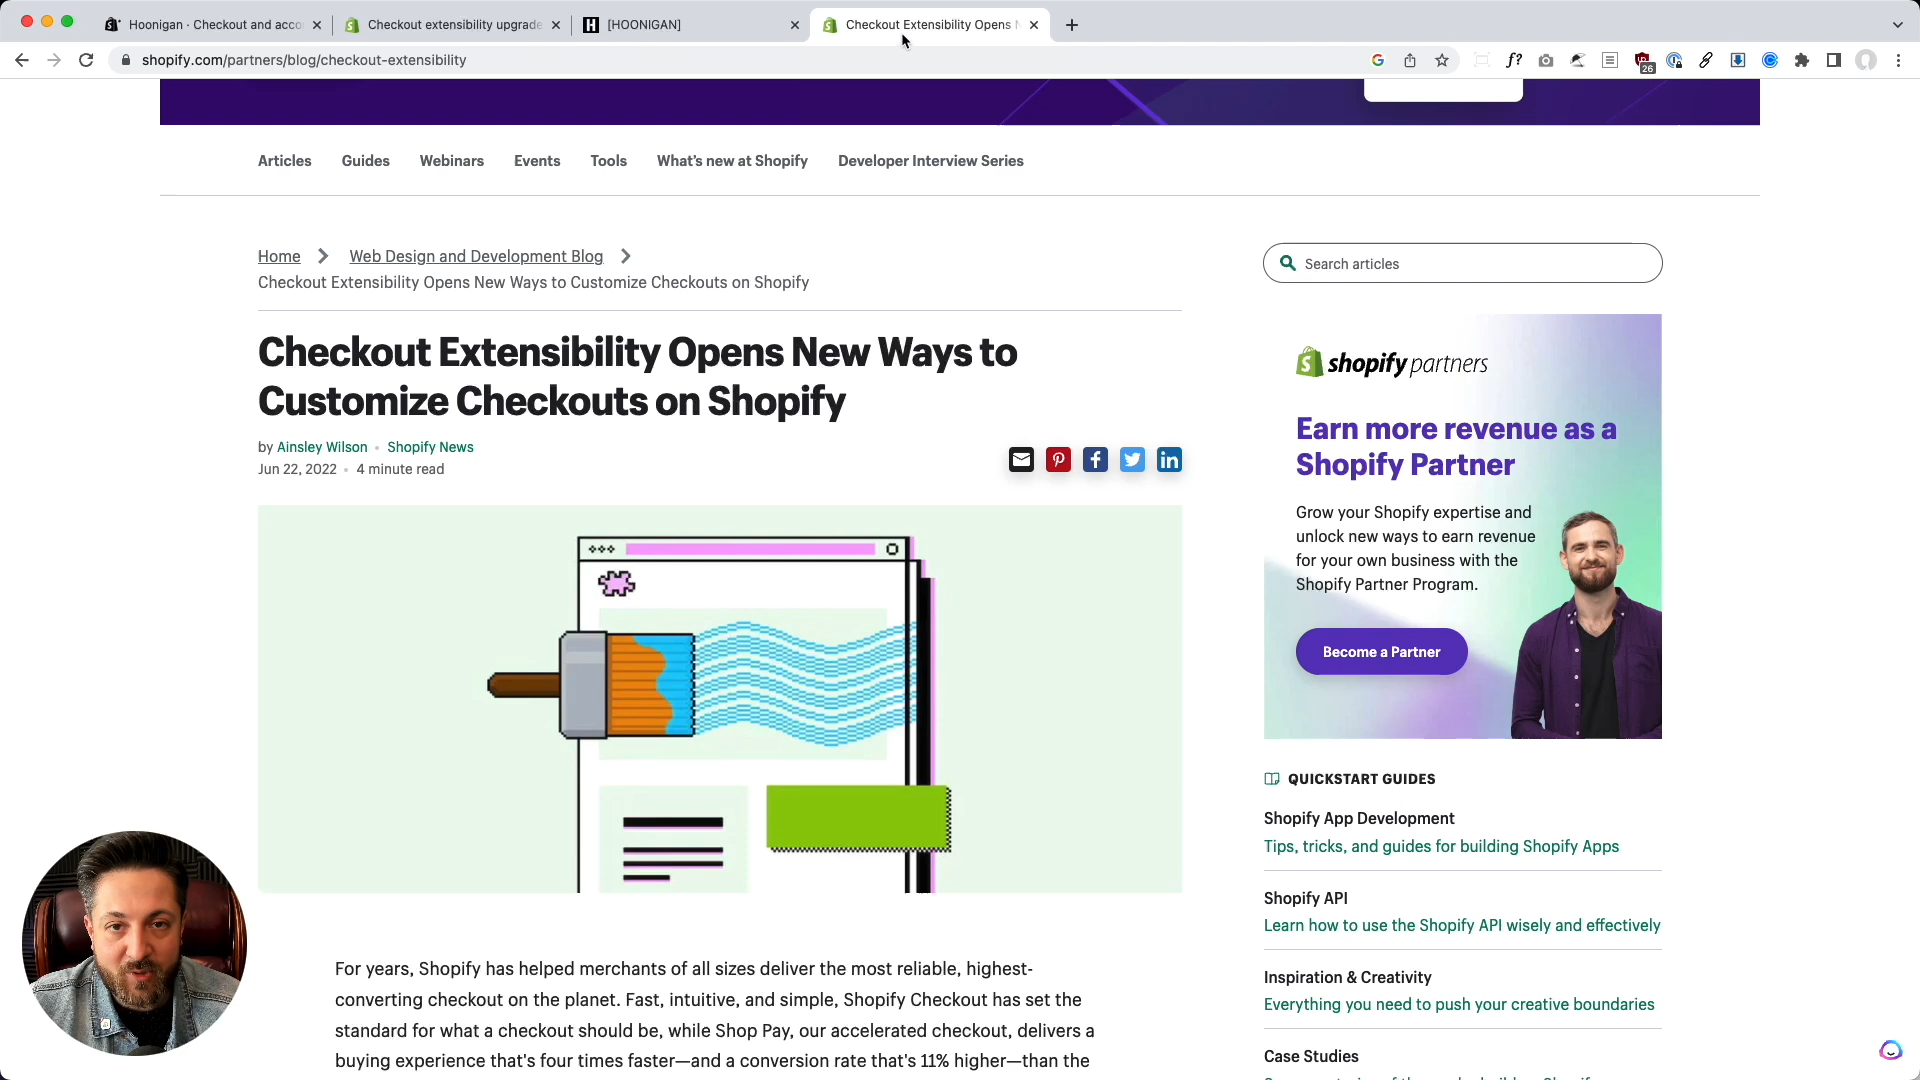 Hoonigan · Checkout and acco
Checkout extensibility upgrade
[HOONIGAN]
Checkout Extensibility Opens N
shopify.com/partners/blog/checkout-extensibility
26
Articles
Guides
Webinars
Events
Tools
What's new at Shopify
Developer Interview Series
Home
Web Design and Development Blog
Checkout Extensibility Opens New Ways to Customize Checkouts on Shopify
Search articles
Checkout Extensibility Opens New Ways to
Customize Checkouts on Shopify
by Ainsley Wilson • Shopify News
Jun 22, 2022 • 4 minute read
shopify partners
Earn more revenue as a
Shopify Partner
Grow your Shopify expertise and
unlock new ways to earn revenue
for your own business with the
Shopify Partner Program.
Become a Partner
QUICKSTART GUIDES
Shopify App Development
Tips, tricks, and guides for building Shopify Apps
Shopify API
Learn how to use the Shopify API wisely and effectively
Inspiration & Creativity
Everything you need to push your creative boundaries
Case Studies
For years, Shopify has helped merchants of all sizes deliver the most reliable, highest-
converting checkout on the planet. Fast, intuitive, and simple, Shopify Checkout has set the
standard for what a checkout should be, while Shop Pay, our accelerated checkout, delivers a
buying experience that's four times faster—and a conversion rate that's 11% higher—than the